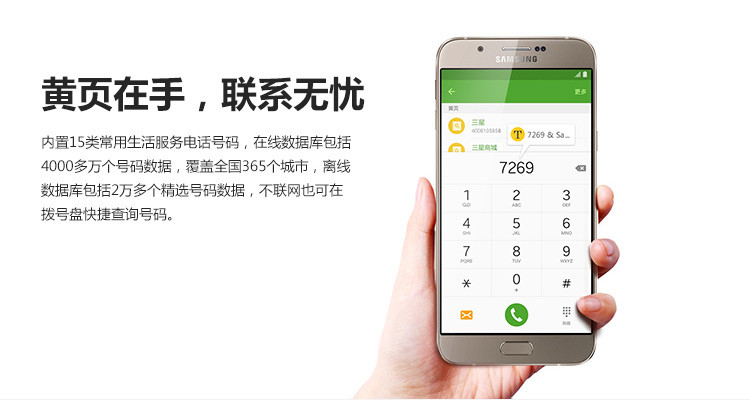 黄页在手，联系无忧
内置15类常用生活服务电话号码，在线数据库包括
4000多万个号码数据，覆盖全国365个城市，离线
数据库包括2万多个精选号码数据，不联网也可在
拨号盘快捷查询号码。
SAMSUNG
更多
黄页
三星
4008105858
三星商城
7269 & Sa...
7269
1 2 3
ABC DEF
4 5 6
GHI JKL MNO
7 8 9
PQRS TUV WXYZ
* 0 #
+